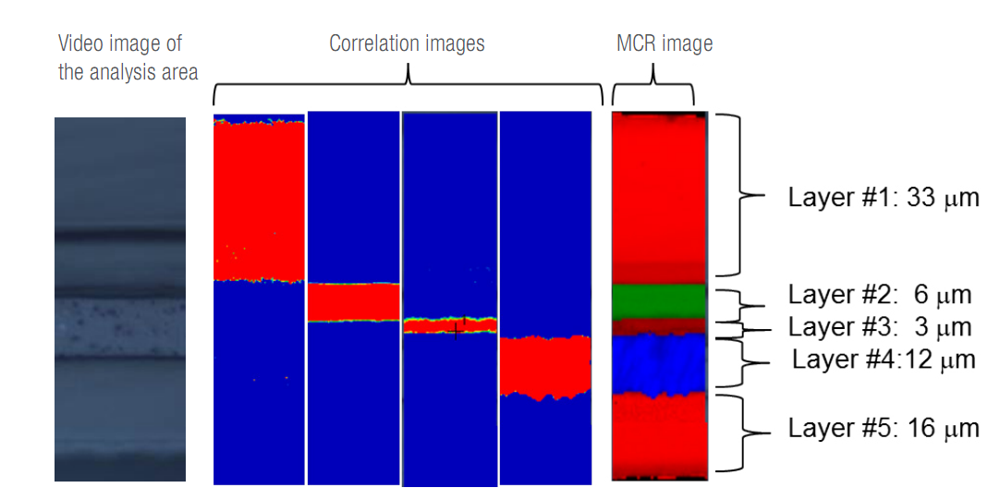 Video image of
the analysis area
Correlation images
MCR image
Layer #1: 33 μm
Layer #2:  6 μm
Layer #3:  3 μm
Layer #4:12 μm
Layer #5: 16 μm